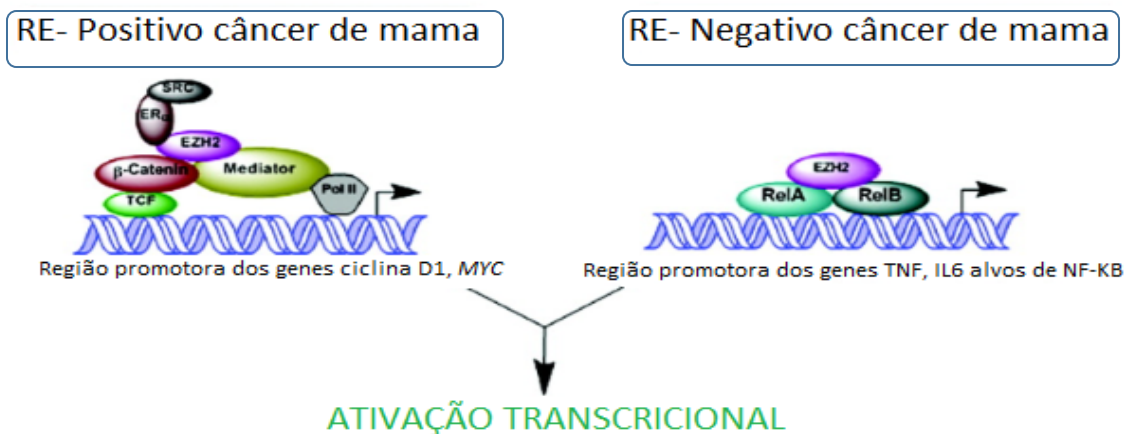 RE- Positivo câncer de mama
RE- Negativo câncer de mama
SRC
ERα
EZH2
β-Catenin
Mediator
TCF
Pol II
EZH2
RelA
RelB
Região promotora dos genes ciclina D1, MYC
Região promotora dos genes TNF, IL6 alvos de NF-KB
ATIVAÇÃO TRANSCRICIONAL